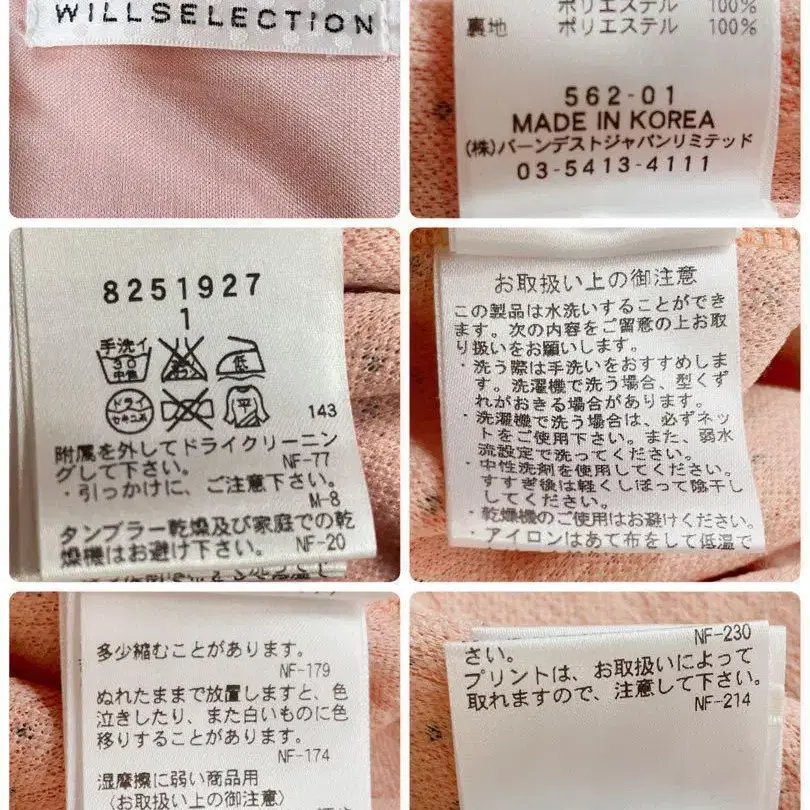 WILLSELECTION
ポリエステル 100%
裏地 ポリエステル 100%
562-01
MADE IN KOREA
(株)バーンデストジャパンリミテッド
03-5413-4111
8251927
1
手洗イ
30
中性
低
ドライ
セキユ系
平
143
附属を外してドライクリーニン
グして下さい。 NF-77
・引っかけに、ご注意下さい。
M-8
タンブラー乾燥及び家庭での乾
燥機はお避け下さい。 NF-20
お取扱い上の御注意
この製品は水洗いすることができ
ます。次の内容をご留意の上お取
り扱いをお願いします。
・洗う際は手洗いをおすすめしま
す。洗濯機で洗う場合、型くず
れがおきる場合があります。
・洗濯機で洗う場合は、必ずネッ
トをご使用下さい。また、弱水
流設定で洗ってください。
・中性洗剤を使用してください。
すすぎ後は軽くしぼって陰干し
してください。
・乾燥機のご使用はお避けください。
・アイロンはあて布をして低温で
多少縮むことがあります。
NF-179
ぬれたままで放置しますと、色
泣きしたり、また白いものに色
移りすることがあります。
NF-174
湿摩擦に弱い商品用
〈お取扱い上の御注意〉
NF-230
さい。
プリントは、お取扱いによって
取れますので、注意して下さい。
NF-214